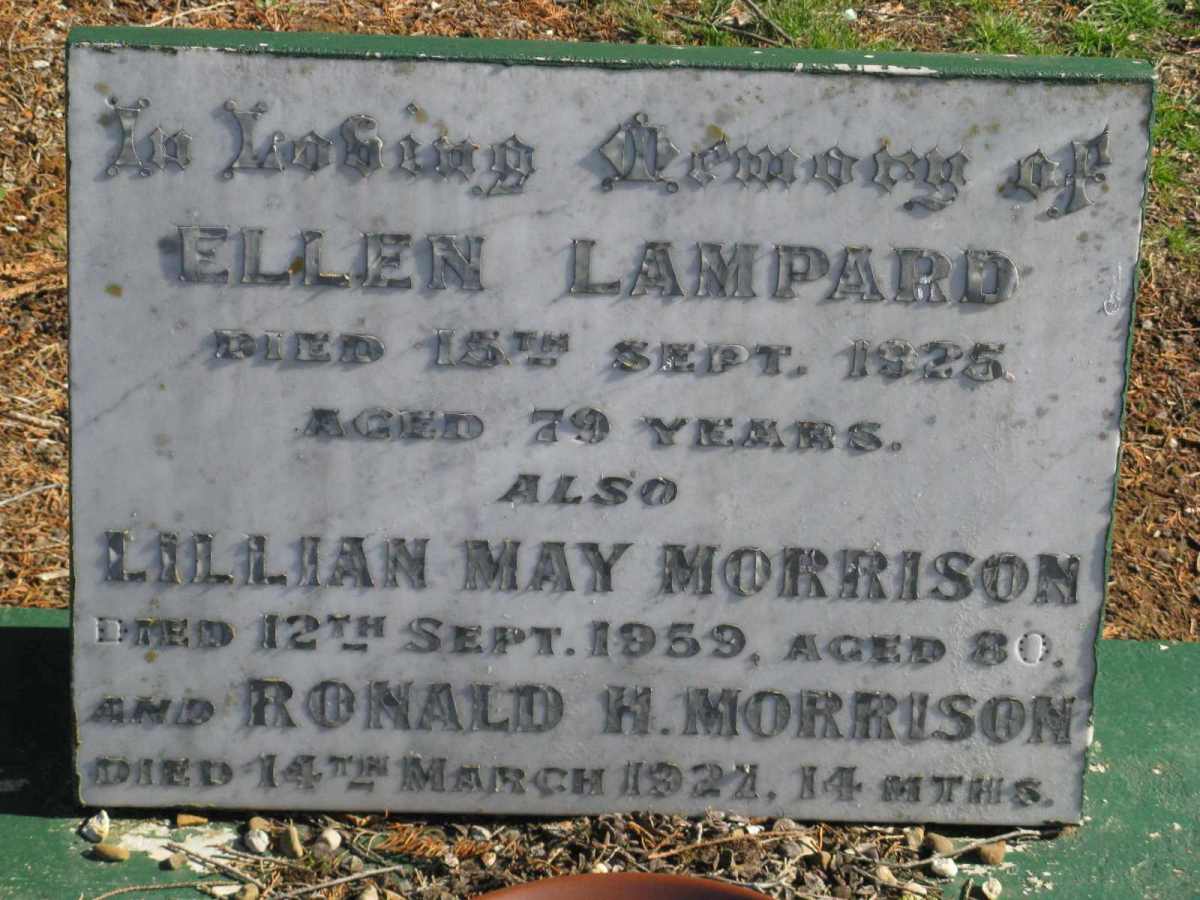 In Loving Memory of
ELLEN LAMPARD
DIED 15TH SEPT. 1925.
AGED 79 YEARS.
ALSO
LILLIAN MAY MORRISON
DIED 12TH SEPT. 1959, AGED 80.
AND RONALD H. MORRISON
DIED 14TH MARCH 1921, 14 MTHS.